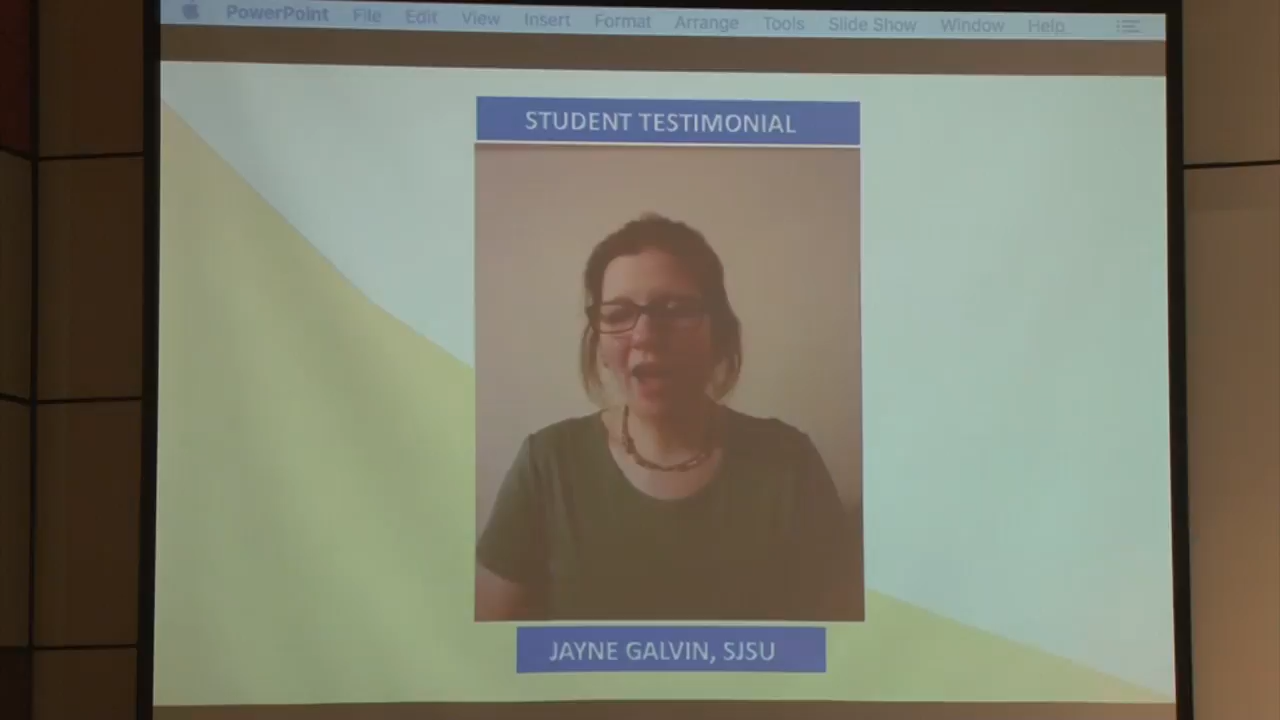 PowerPoint File Edit View Insert Format Arrange Tools Slide Show Window Help
STUDENT TESTIMONIAL
JAYNE GALVIN, SJSU